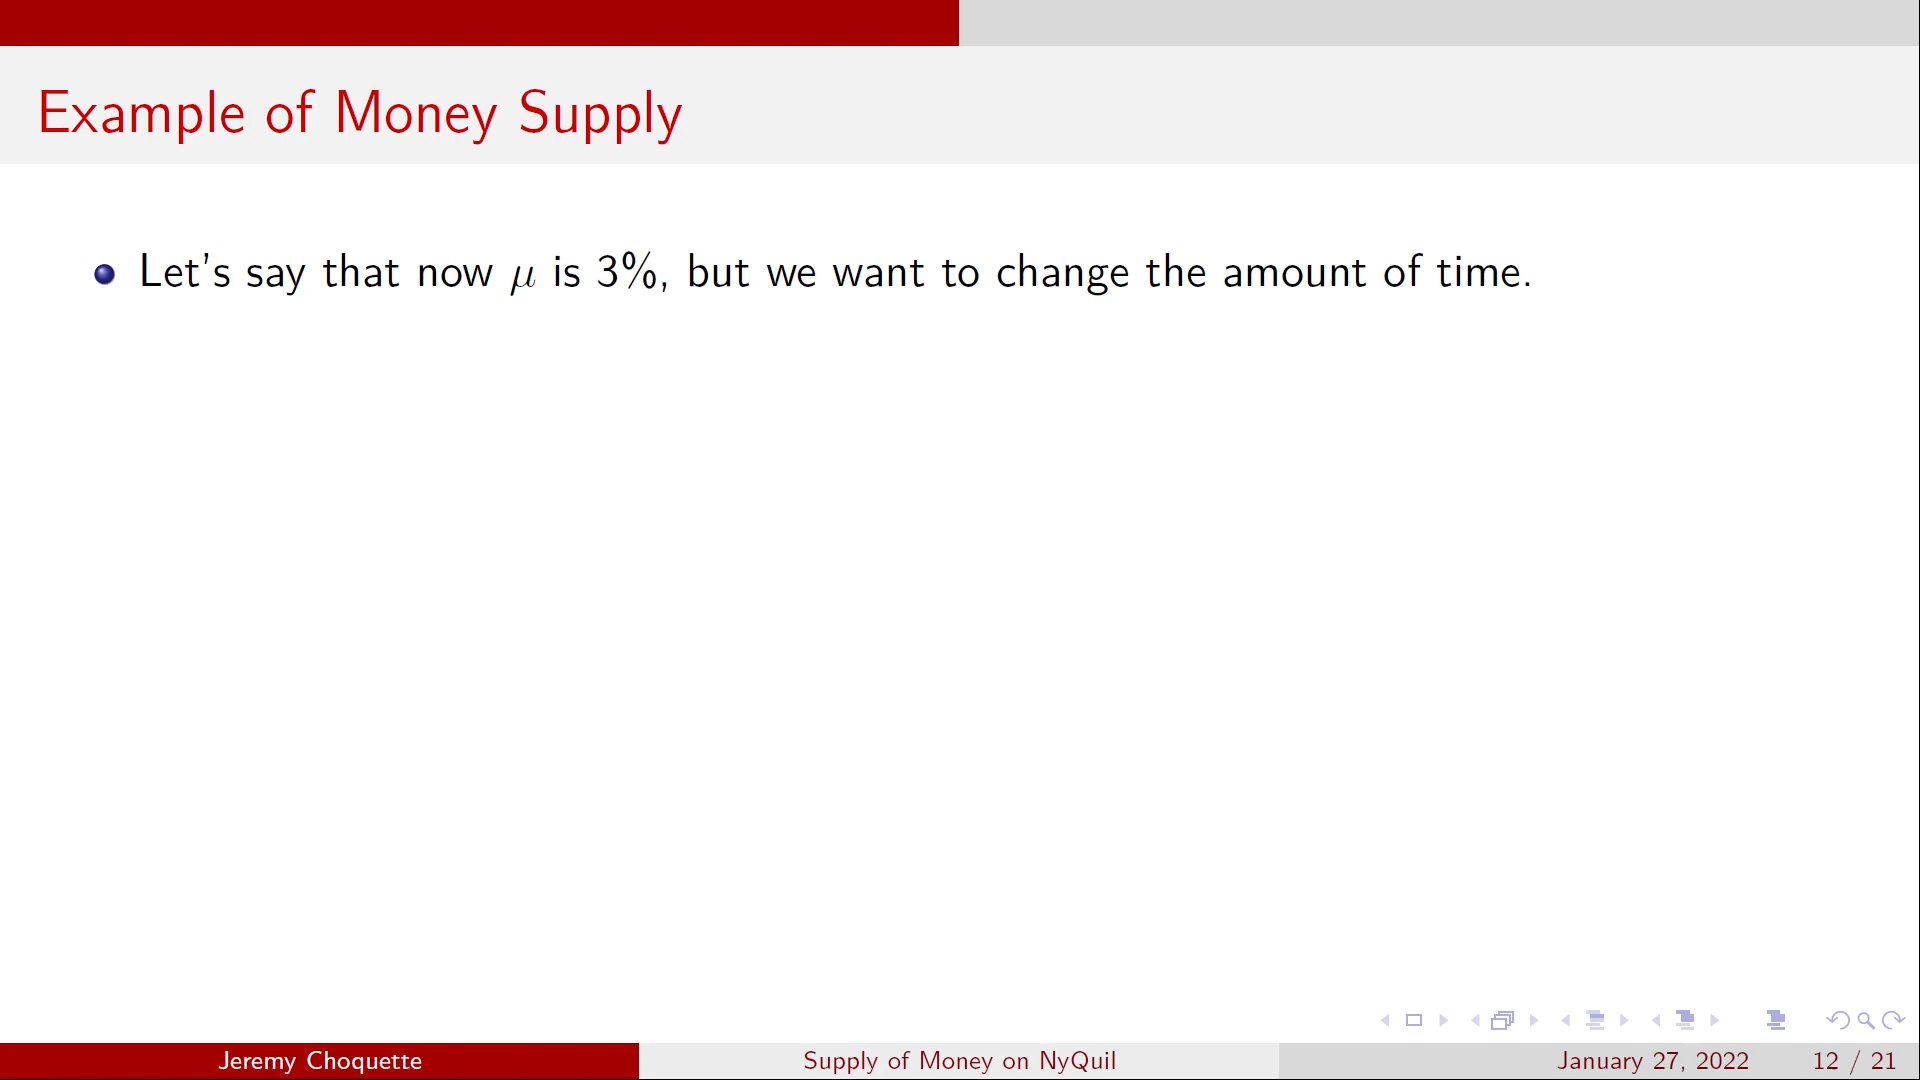 Example of Money Supply
Let's say that now μ is 3%, but we want to change the amount of time.
Jeremy Choquette
Supply of Money on NyQuil
January 27, 2022
12 / 21